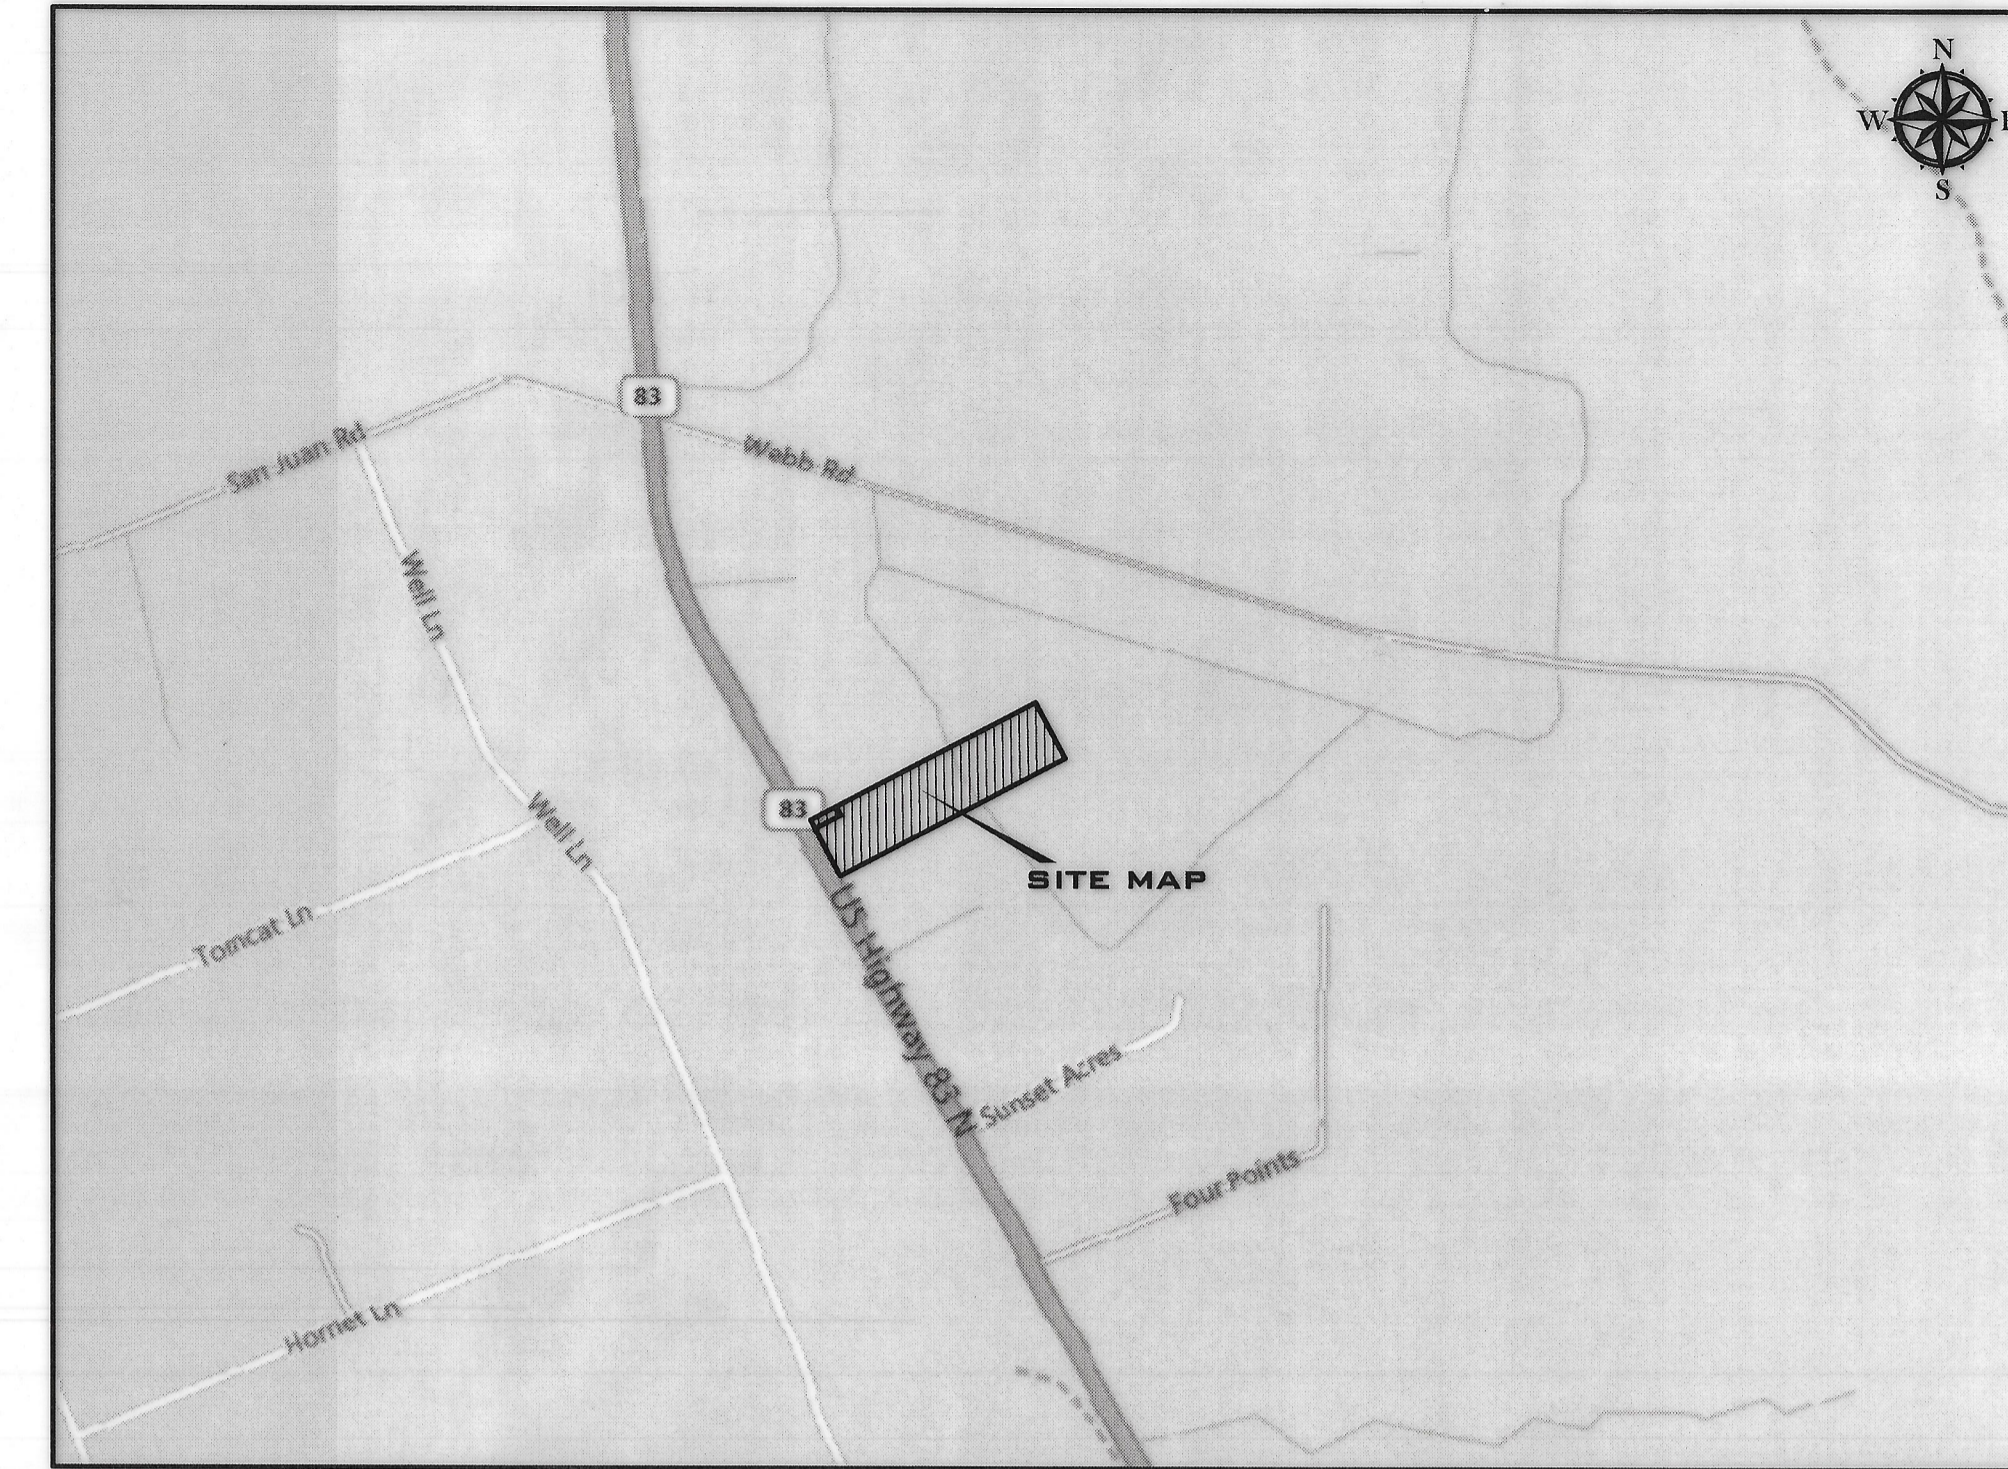 N
W
S
83
San Juan Rd
Webb Rd
Well Ln
83
Well Ln
SITE MAP
US Highway 83 N
Tomcat Ln
Sunset Acres
Four Points
Hornet Ln